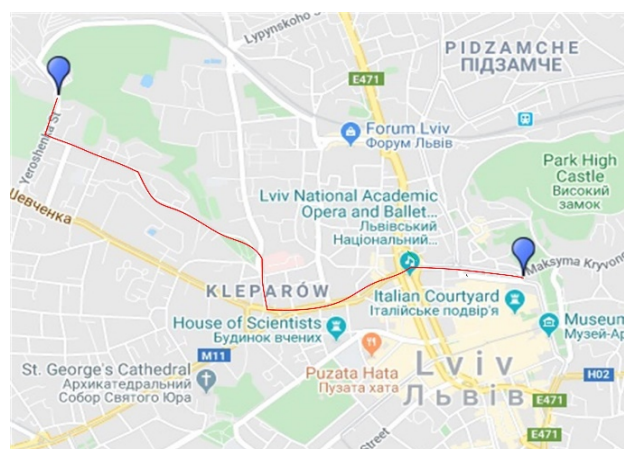 Lypynskoho S
E471
PIDZAMCHE
ПІДЗАМЧЕ
Yeroshenka St
Forum Lviv
Форум Львів
Park High
Castle
Високий
замок
Шевченка
Lviv National Academic
Opera and Ballet...
Львівський
Національний...
Maksyma Kryvono
KLEPARÓW
Italian Courtyard
Італійське подвір'я
House of Scientists
Будинок вчених
Museum
Музей-Ар
M11
St. George's Cathedral
Архикатедральний
Собор Святого Юра
Puzata Hata
Пузата хата
Lviv
Львів
H02
E471
Street
E471